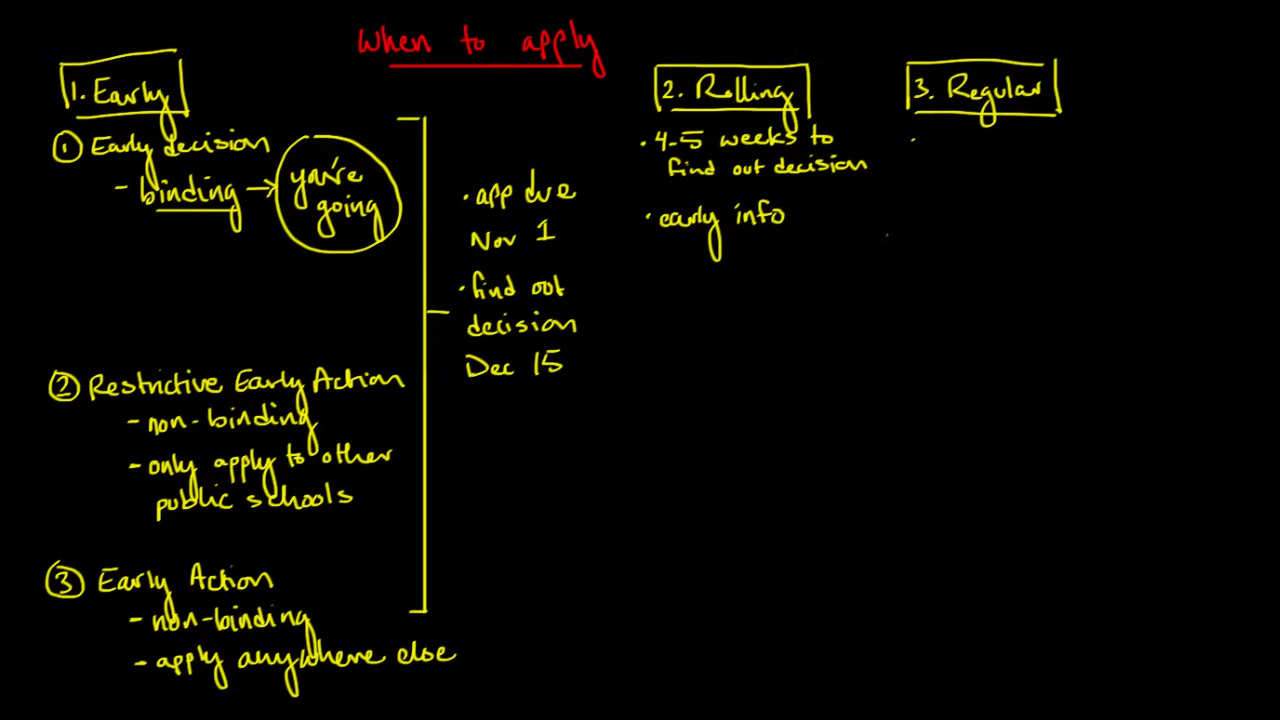 When to apply
1. Early
① Early decision
- binding → you're
going
② Restrictive Early Action
- non-binding
- only apply to other
public schools
③ Early Action
- non-binding
- apply anywhere else
· app due
Nov 1
· find out
decision
Dec 15
2. Rolling
· 4-5 weeks to
find out decision
· early info
3. Regular
·